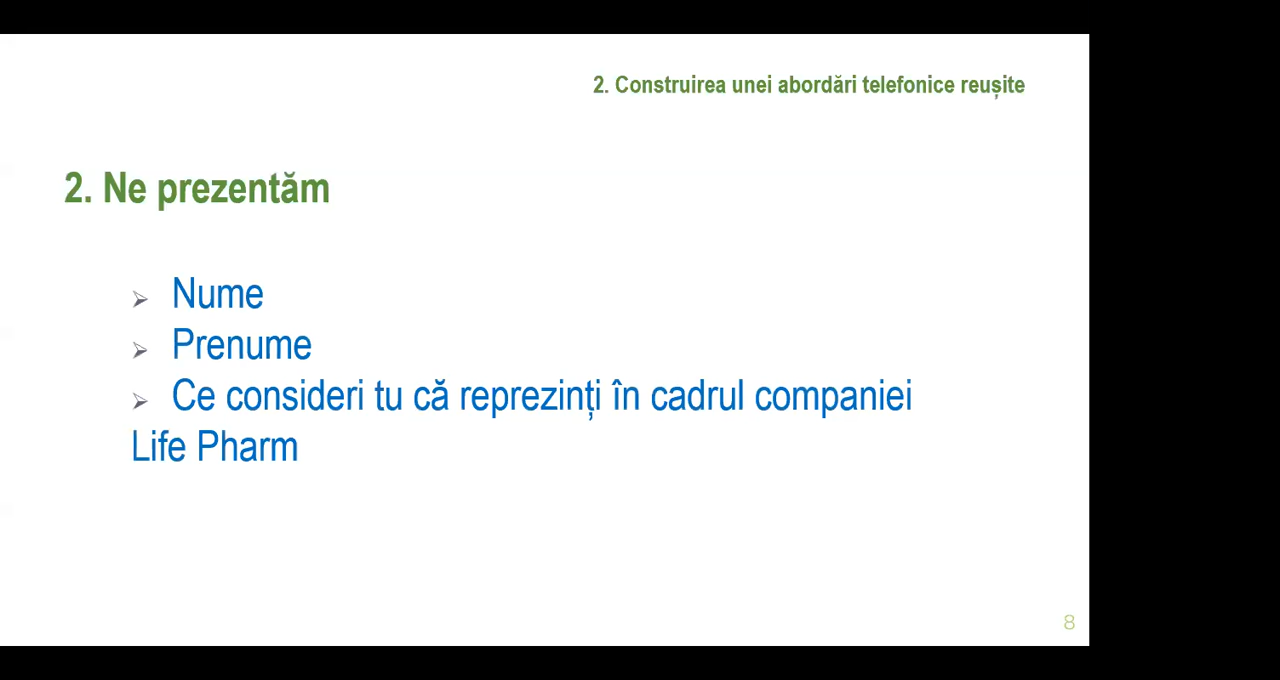 2. Construirea unei abordări telefonice reușite
2. Ne prezentăm
➢ Nume
➢ Prenume
➢ Ce consideri tu că reprezinți în cadrul companiei
Life Pharm
8